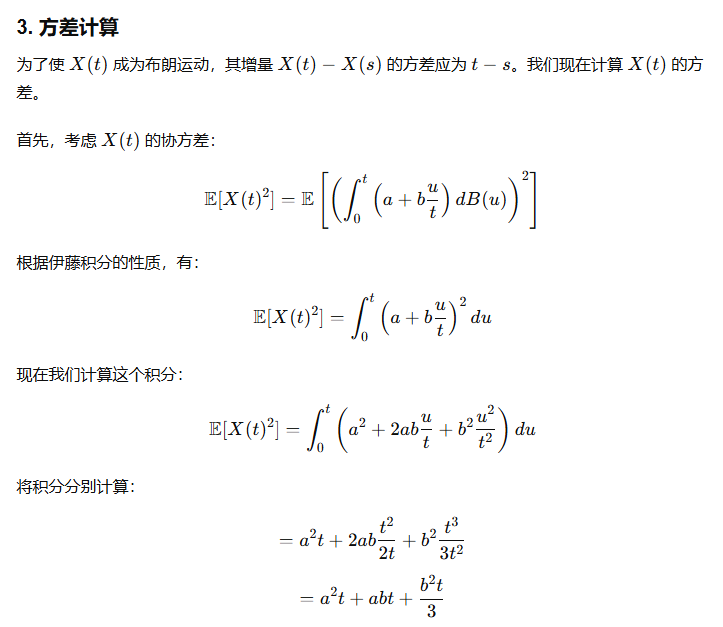 3. 方差计算
为了使 X(t) 成为布朗运动，其增量 X(t) − X(s) 的方差应为 t − s。我们现在计算 X(t) 的方
差。
首先，考虑 X(t) 的协方差：
$\mathbb{E}[X(t)^2] = \mathbb{E}\left[\left(\int_0^t \left(a + b\frac{u}{t}\right) dB(u)\right)^2\right]$
根据伊藤积分的性质，有：
$\mathbb{E}[X(t)^2] = \int_0^t \left(a + b\frac{u}{t}\right)^2 du$
现在我们计算这个积分：
$\mathbb{E}[X(t)^2] = \int_0^t \left(a^2 + 2ab\frac{u}{t} + b^2\frac{u^2}{t^2}\right) du$
将积分分别计算：
$= a^2t + 2ab\frac{t^2}{2t} + b^2\frac{t^3}{3t^2}$
$= a^2t + abt + \frac{b^2t}{3}$